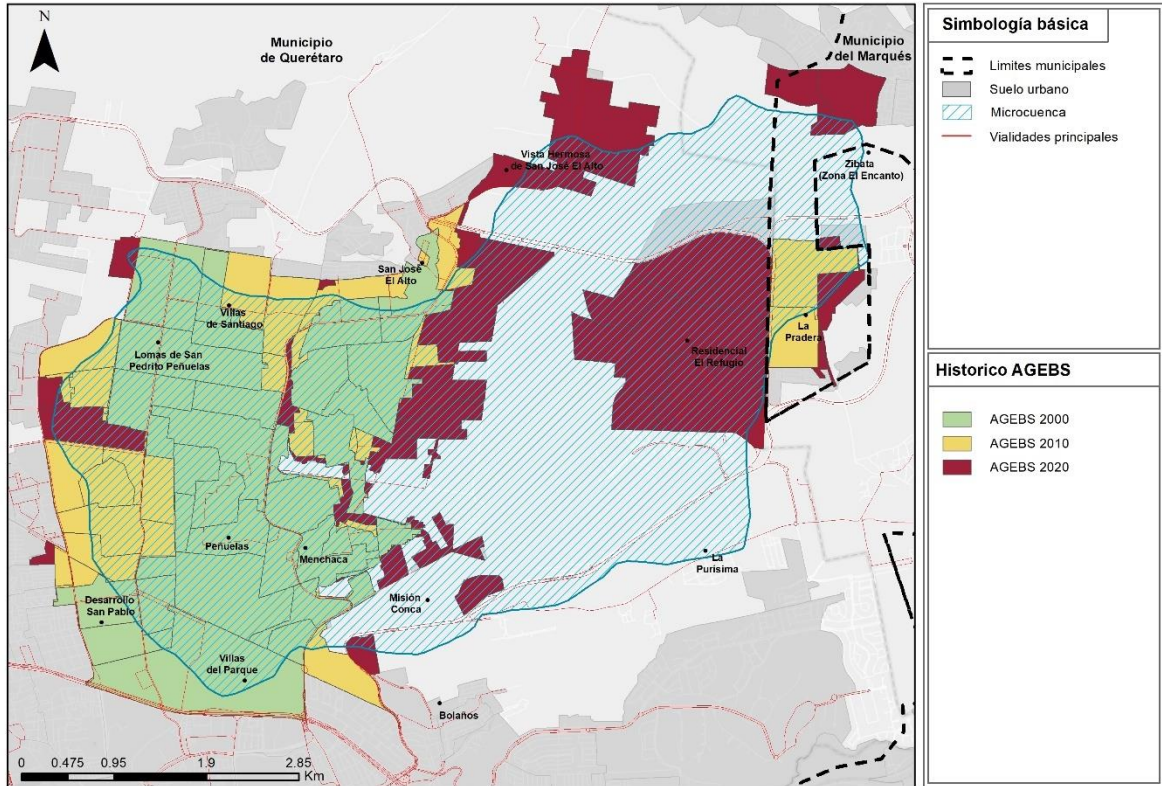 N
Municipio
de Querétaro
Municipio
del Marqués
Vista Hermosa
de San José El Alto
Zibata
(Zona El Encanto)
San José
El Alto
Villas
de Santiago
La
Pradera
Lomas de San
Pedrito Peñuelas
Residencial
El Refugio
Peñuelas
Menchaca
La
Purísima
Misión
Conca
Desarrollo
San Pablo
Villas
del Parque
Bolaños
0 0.475 0.95 1.9 2.85
Km
Simbología básica
Limites municipales
Suelo urbano
Microcuenca
Vialidades principales
Historico AGEBS
AGEBS 2000
AGEBS 2010
AGEBS 2020